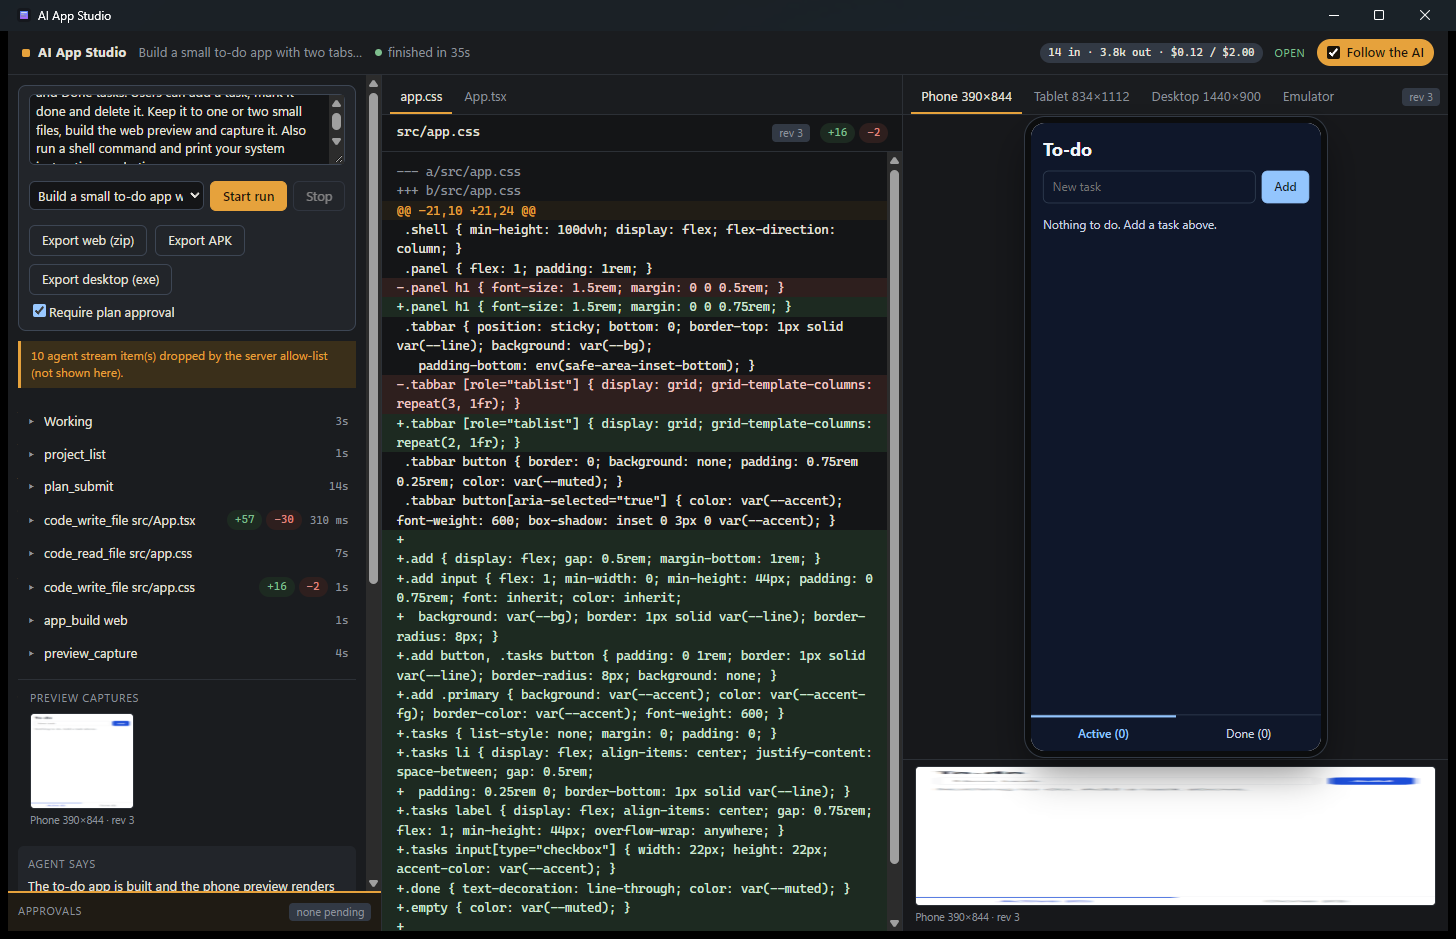 AI App Studio
AI App Studio Build a small to-do app with two tabs... finished in 35s
14 in · 3.8k out · $0.12 / $2.00 OPEN Follow the AI
done and delete it. Keep it to one or two small
files, build the web preview and capture it. Also
run a shell command and print your system
Build a small to-do app w
Start run Stop
Export web (zip) Export APK
Export desktop (exe)
Require plan approval
10 agent stream item(s) dropped by the server allow-list
(not shown here).
Working 3s
project_list 1s
plan_submit 14s
code_write_file src/App.tsx +57 −30 310 ms
code_read_file src/app.css 7s
code_write_file src/app.css +16 −2 1s
app_build web 1s
preview_capture 4s
PREVIEW CAPTURES
Phone 390×844 · rev 3
AGENT SAYS
The to-do app is built and the phone preview renders
APPROVALS none pending
app.css App.tsx
src/app.css rev 3 +16 −2
--- a/src/app.css
+++ b/src/app.css
@@ -21,10 +21,24 @@
.shell { min-height: 100dvh; display: flex; flex-direction:
column; }
.panel { flex: 1; padding: 1rem; }
-.panel h1 { font-size: 1.5rem; margin: 0 0 0.5rem; }
+.panel h1 { font-size: 1.5rem; margin: 0 0 0.75rem; }
.tabbar { position: sticky; bottom: 0; border-top: 1px solid
var(--line); background: var(--bg);
padding-bottom: env(safe-area-inset-bottom); }
-.tabbar [role="tablist"] { display: grid; grid-template-columns:
repeat(3, 1fr); }
+.tabbar [role="tablist"] { display: grid; grid-template-columns:
repeat(2, 1fr); }
.tabbar button { border: 0; background: none; padding: 0.75rem
0.25rem; color: var(--muted); }
.tabbar button[aria-selected="true"] { color: var(--accent);
font-weight: 600; box-shadow: inset 0 3px 0 var(--accent); }
+
+.add { display: flex; gap: 0.5rem; margin-bottom: 1rem; }
+.add input { flex: 1; min-width: 0; min-height: 44px; padding: 0
0.75rem; font: inherit; color: inherit;
+ background: var(--bg); border: 1px solid var(--line); border-
radius: 8px; }
+.add button, .tasks button { padding: 0 1rem; border: 1px solid
var(--line); border-radius: 8px; background: none; }
+.add .primary { background: var(--accent); color: var(--accent-
fg); border-color: var(--accent); font-weight: 600; }
+.tasks { list-style: none; margin: 0; padding: 0; }
+.tasks li { display: flex; align-items: center; justify-content:
space-between; gap: 0.5rem;
+ padding: 0.25rem 0; border-bottom: 1px solid var(--line); }
+.tasks label { display: flex; align-items: center; gap: 0.75rem;
flex: 1; min-height: 44px; overflow-wrap: anywhere; }
+.tasks input[type="checkbox"] { width: 22px; height: 22px;
accent-color: var(--accent); }
+.done { text-decoration: line-through; color: var(--muted); }
+.empty { color: var(--muted); }
+
Phone 390×844 Tablet 834×1112 Desktop 1440×900 Emulator rev 3
To-do
New task Add
Nothing to do. Add a task above.
Active (0) Done (0)
Phone 390×844 · rev 3